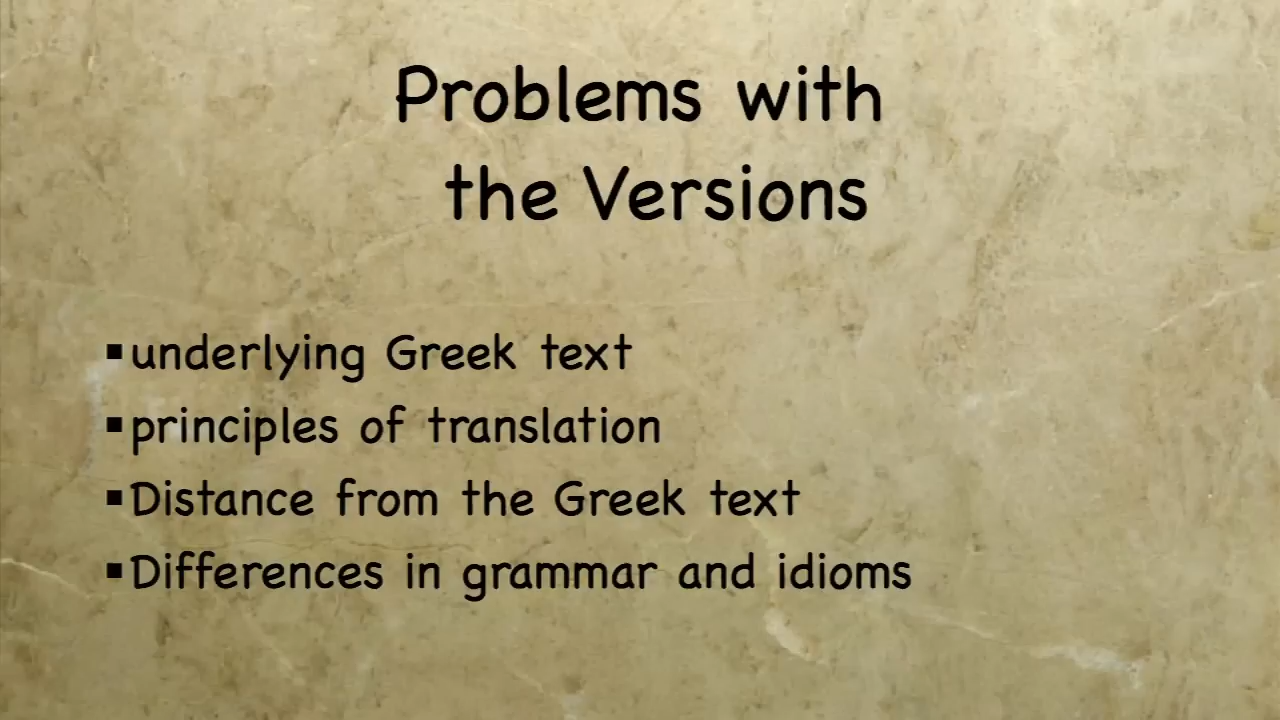 Problems with
the Versions
▪underlying Greek text
▪principles of translation
▪Distance from the Greek text
▪Differences in grammar and idioms